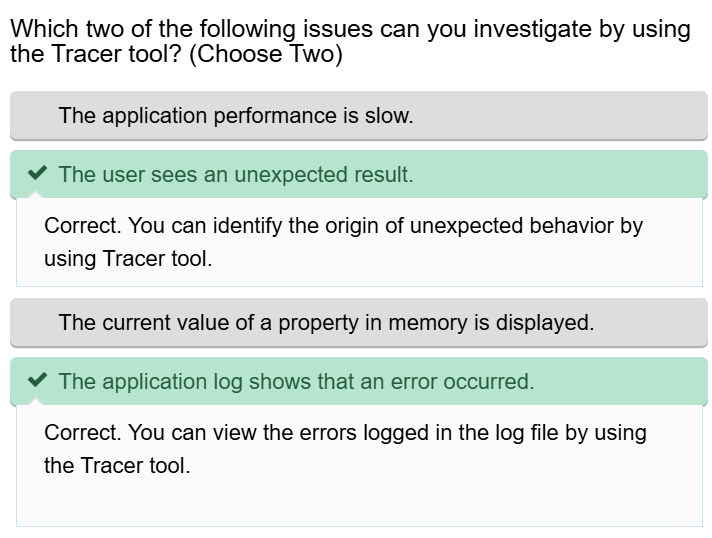 Which two of the following issues can you investigate by using
the Tracer tool? (Choose Two)
The application performance is slow.
The user sees an unexpected result.
Correct. You can identify the origin of unexpected behavior by
using Tracer tool.
The current value of a property in memory is displayed.
The application log shows that an error occurred.
Correct. You can view the errors logged in the log file by using
the Tracer tool.